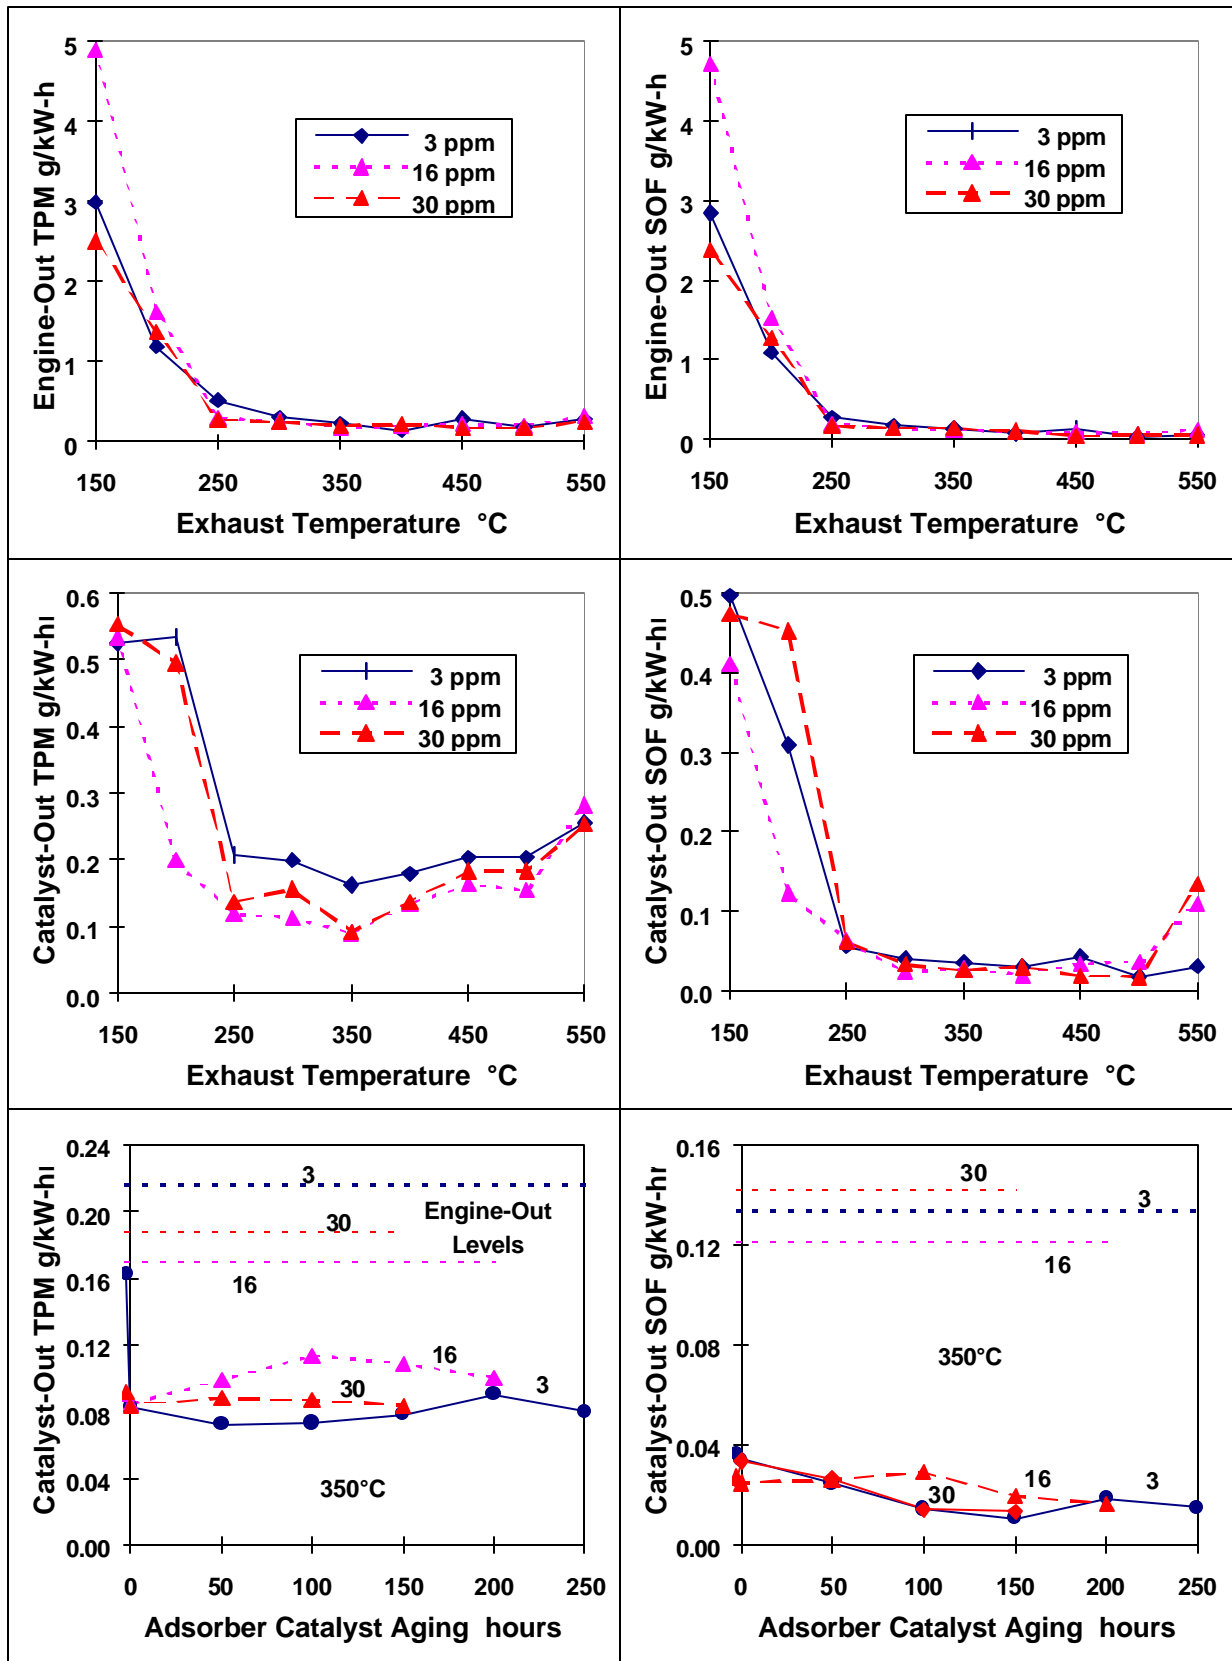 Engine-Out TPM g/kW-h
5
4
3
2
1
0
3 ppm
16 ppm
30 ppm
150 250 350 450 550
Exhaust Temperature °C
Engine-Out SOF g/kW-h
5
4
3
2
1
0
3 ppm
16 ppm
30 ppm
150 250 350 450 550
Exhaust Temperature °C
Catalyst-Out TPM g/kW-hr
0.6
0.5
0.4
0.3
0.2
0.1
0.0
3 ppm
16 ppm
30 ppm
150 250 350 450 550
Exhaust Temperature °C
Catalyst-Out SOF g/kW-hr
0.5
0.4
0.3
0.2
0.1
0.0
3 ppm
16 ppm
30 ppm
150 250 350 450 550
Exhaust Temperature °C
Catalyst-Out TPM g/kW-hr
0.24
0.20
0.16
0.12
0.08
0.04
0.00
3
30
Engine-Out
Levels
16
16
30
3
350°C
0 50 100 150 200 250
Adsorber Catalyst Aging hours
Catalyst-Out SOF g/kW-hr
0.16
0.12
0.08
0.04
0.00
30
3
16
350°C
30
16
3
0 50 100 150 200 250
Adsorber Catalyst Aging hours